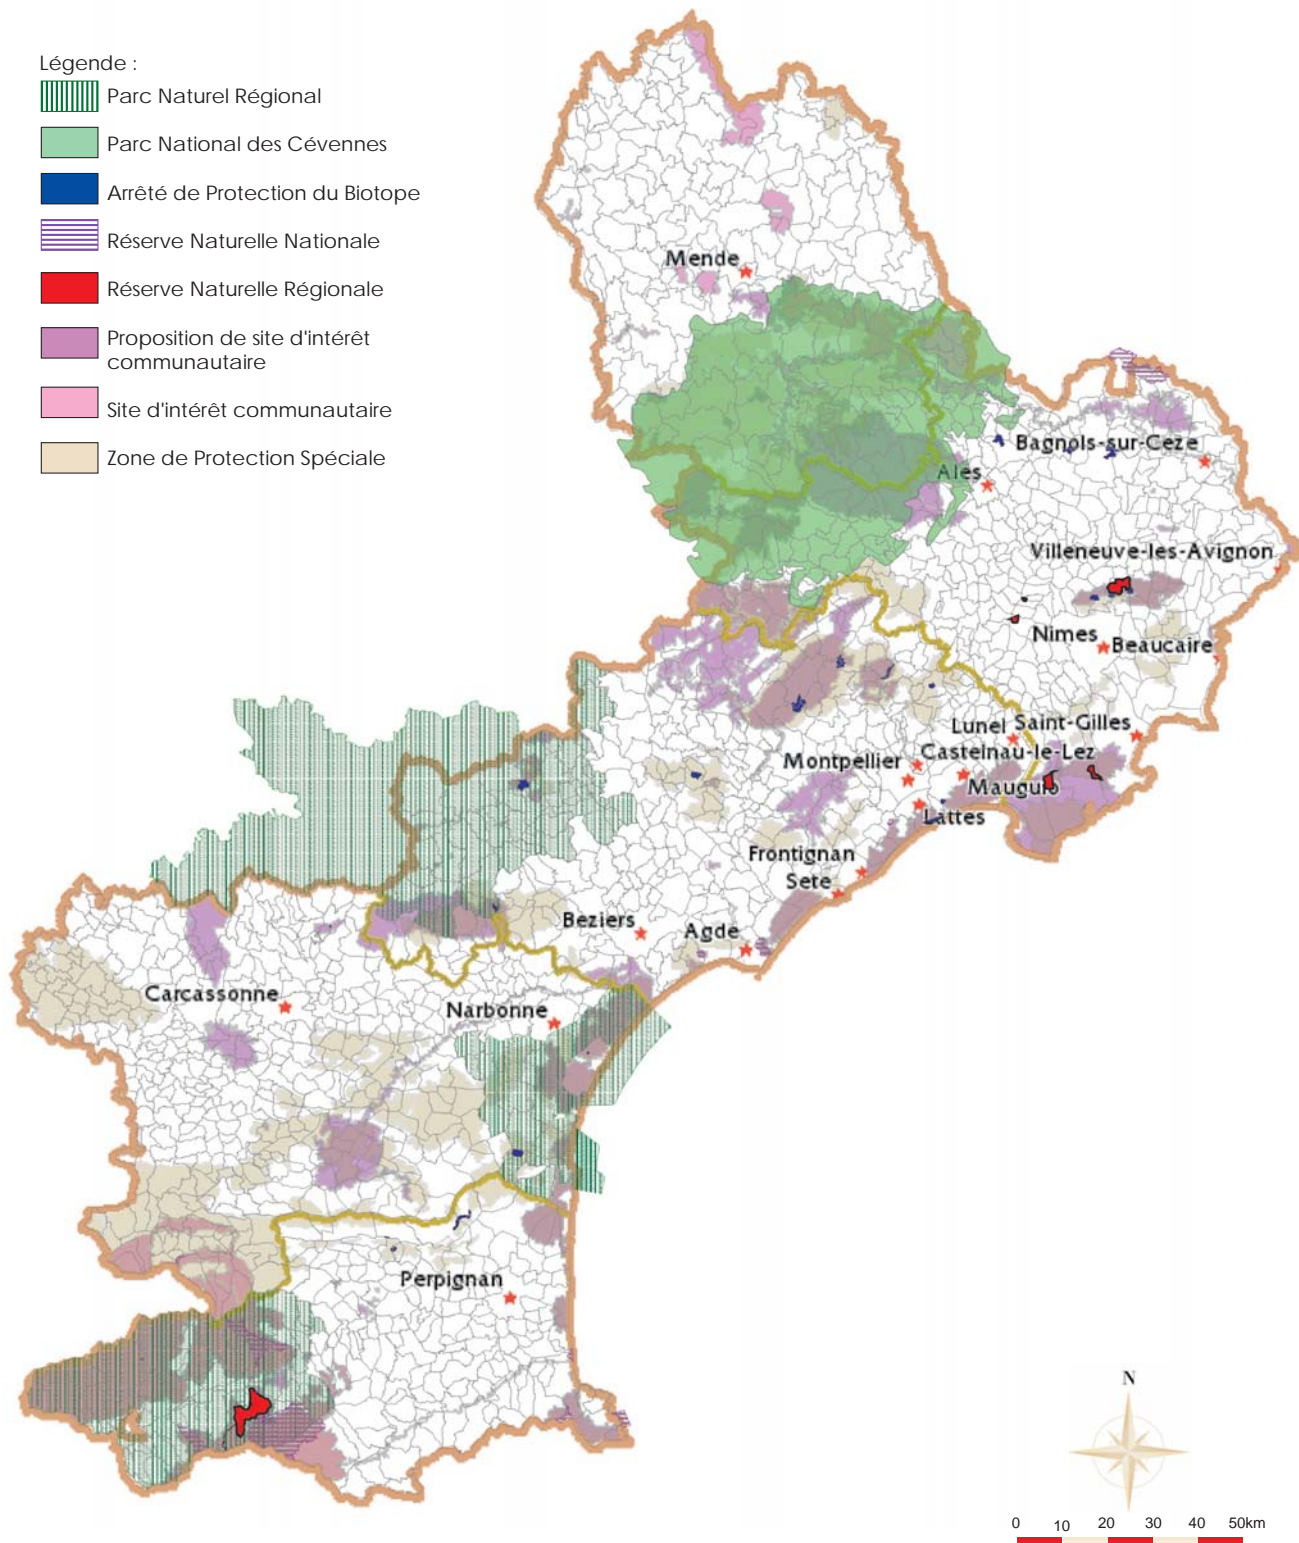 Légende :
Parc Naturel Régional
Parc National des Cévennes
Arrêté de Protection du Biotope
Réserve Naturelle Nationale
Réserve Naturelle Régionale
Proposition de site d'intérêt
communautaire
Site d'intérêt communautaire
Zone de Protection Spéciale
Mende
Bagnols-sur-Ceze
Ales
Villeneuve-les-Avignon
Nimes
Beaucaire
Lunel
Saint-Gilles
Montpellier
Castelnau-le-Lez
Mauguio
Lattes
Frontignan
Sete
Beziers
Agde
Carcassonne
Narbonne
Perpignan
N
0 10 20 30 40 50km